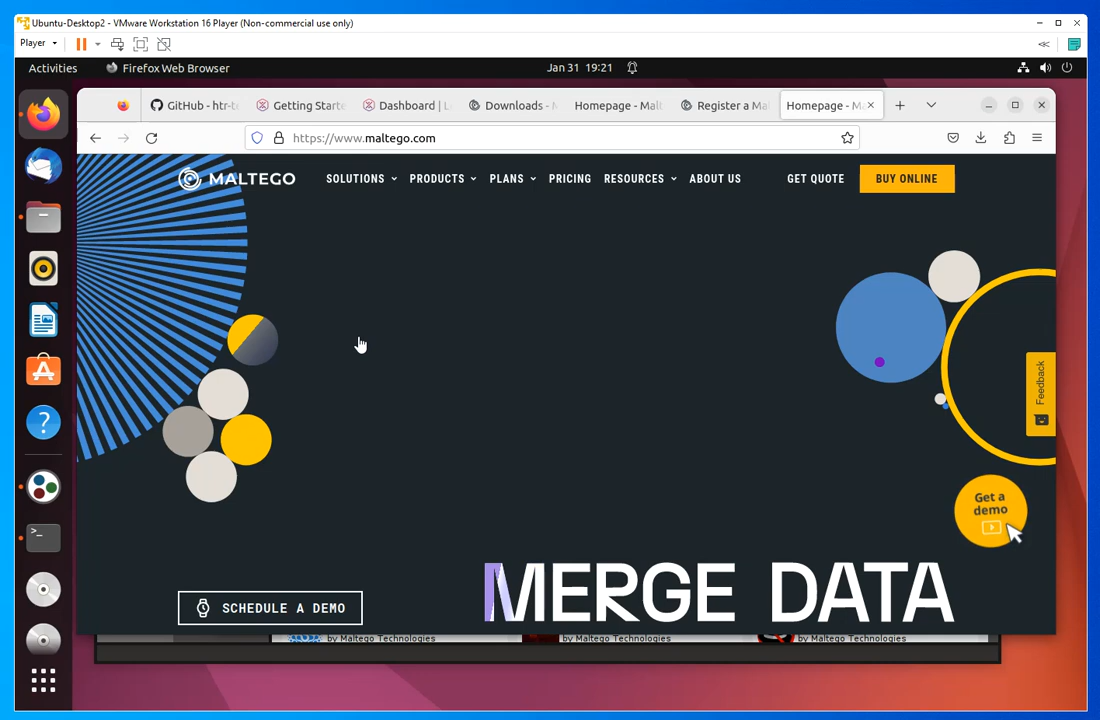 Ubuntu-Desktop2 - VMware Workstation 16 Player (Non-commercial use only)
Player
Activities
Firefox Web Browser
Jan 31 19:21
GitHub - htr-t
Getting Starte
Dashboard | L
Downloads - M
Homepage - Mal
Register a Ma
Homepage - Ma
https://www.maltego.com
MALTEGO
SOLUTIONS
PRODUCTS
PLANS
PRICING
RESOURCES
ABOUT US
GET QUOTE
BUY ONLINE
Feedback
Get a
demo
SCHEDULE A DEMO
MERGE DATA
by Maltego Technologies
by Maltego Technologies
by Maltego Technologies